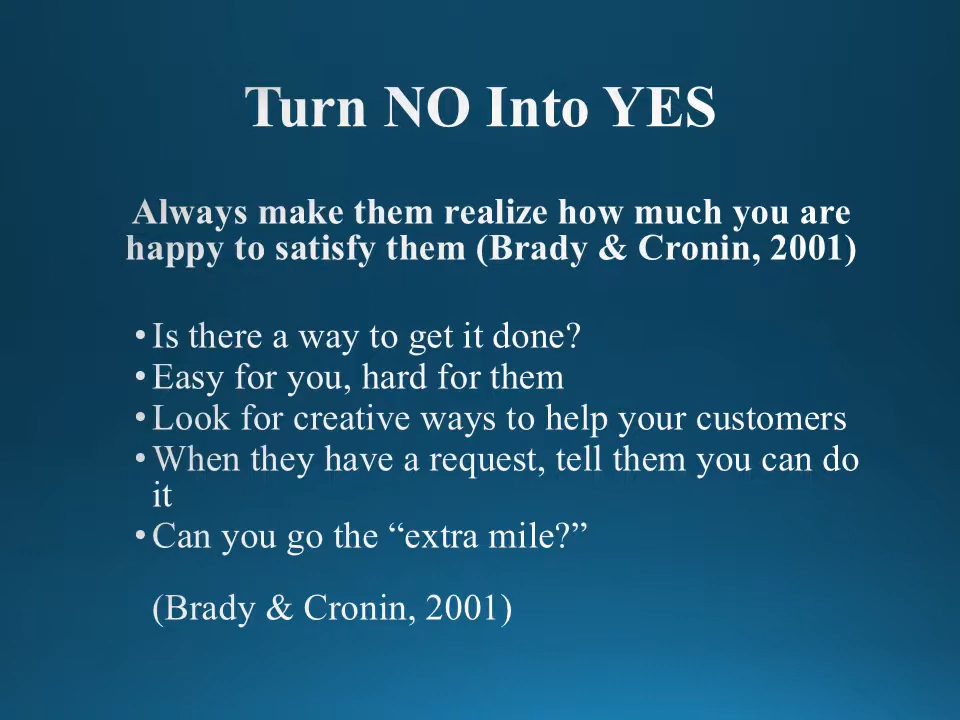 Turn NO Into YES
Always make them realize how much you are
happy to satisfy them (Brady & Cronin, 2001)
•Is there a way to get it done?
•Easy for you, hard for them
•Look for creative ways to help your customers
•When they have a request, tell them you can do
it
•Can you go the “extra mile?”
(Brady & Cronin, 2001)